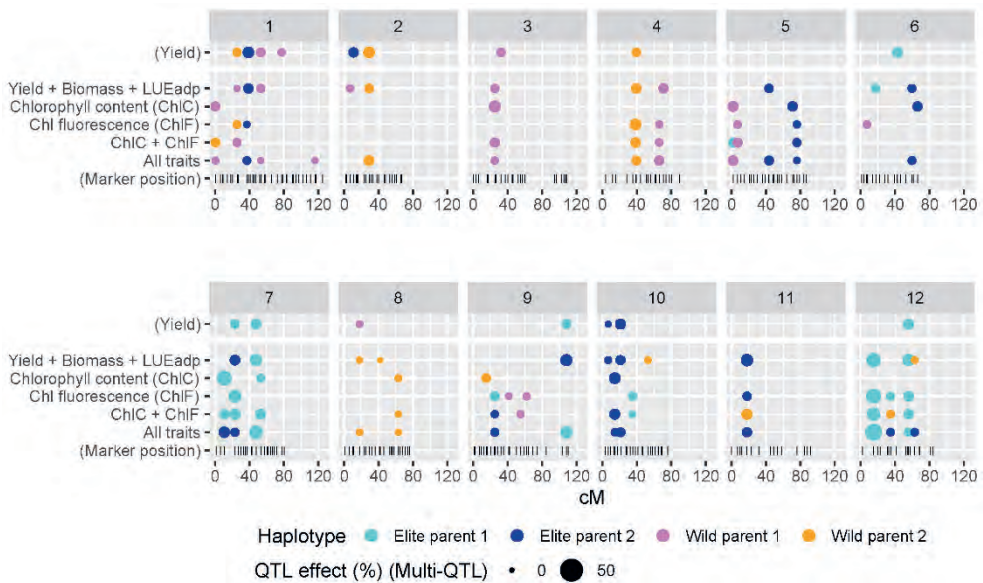 1 2 3 4 5 6
(Yield)
Yield + Biomass + LUEadp
Chlorophyll content (ChlC)
Chl fluorescence (ChlF)
ChlC + ChlF
All traits
(Marker position)
0 40 80 120 0 40 80 120 0 40 80 120 0 40 80 120 0 40 80 120 0 40 80 120
7 8 9 10 11 12
(Yield)
Yield + Biomass + LUEadp
Chlorophyll content (ChlC)
Chl fluorescence (ChlF)
ChlC + ChlF
All traits
(Marker position)
0 40 80 120 0 40 80 120 0 40 80 120 0 40 80 120 0 40 80 120 0 40 80 120
cM
Haplotype Elite parent 1 Elite parent 2 Wild parent 1 Wild parent 2
QTL effect (%) (Multi-QTL) 0 50